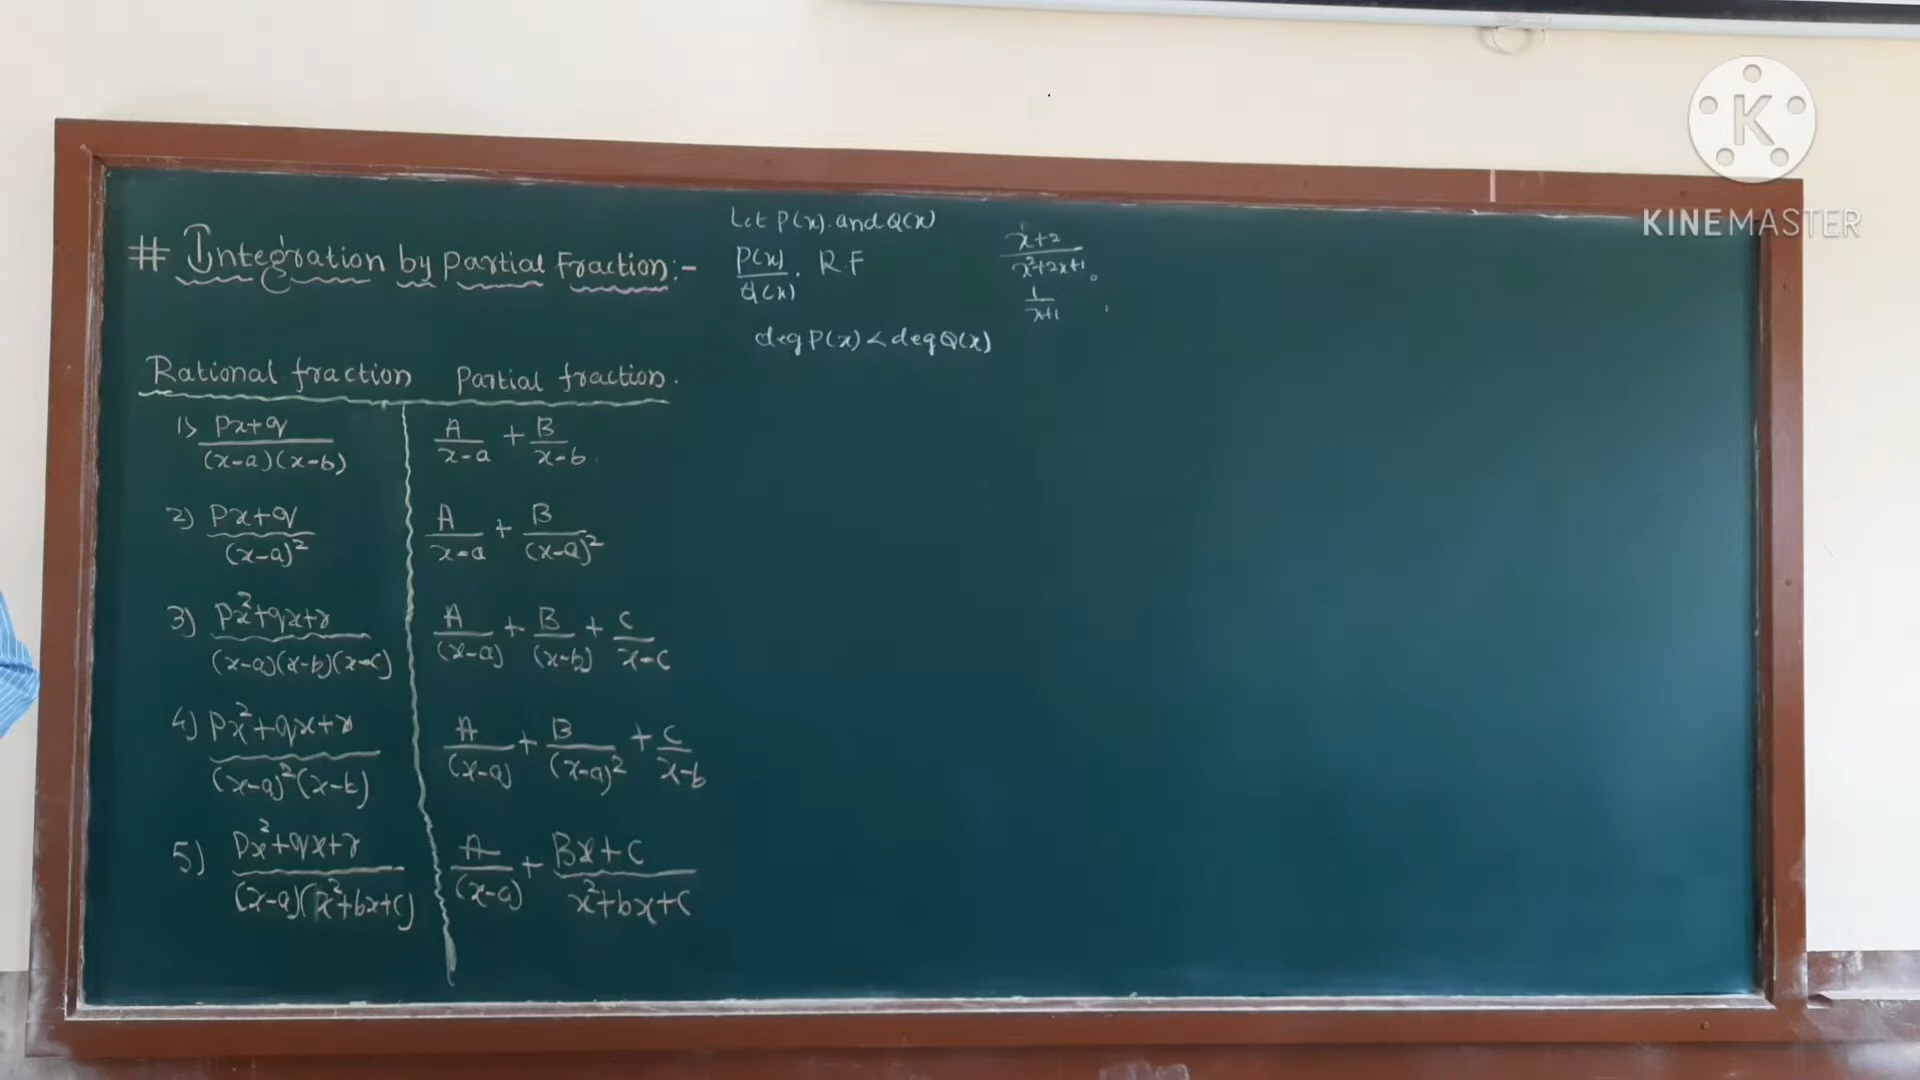 # Integration by Partial Fraction:-
Let P(x). and Q(x)
P(x)/Q(x) . R.F
deg P(x) < deg Q(x)
x+2/x²+2x+1
1/x+1
Rational fraction Partial fraction.
1) Px+q/(x-a)(x-b) A/x-a + B/x-b
2) Px+q/(x-a)² A/x-a + B/(x-a)²
3) Px²+qx+r/(x-a)(x-b)(x-c) A/(x-a) + B/(x-b) + C/x-c
4) Px²+qx+r/(x-a)²(x-b) A/(x-a) + B/(x-a)² + C/x-b
5) Px²+qx+r/(x-a)(x²+bx+c) A/(x-a) + Bx+C/x²+bx+c
K
KINEMASTER